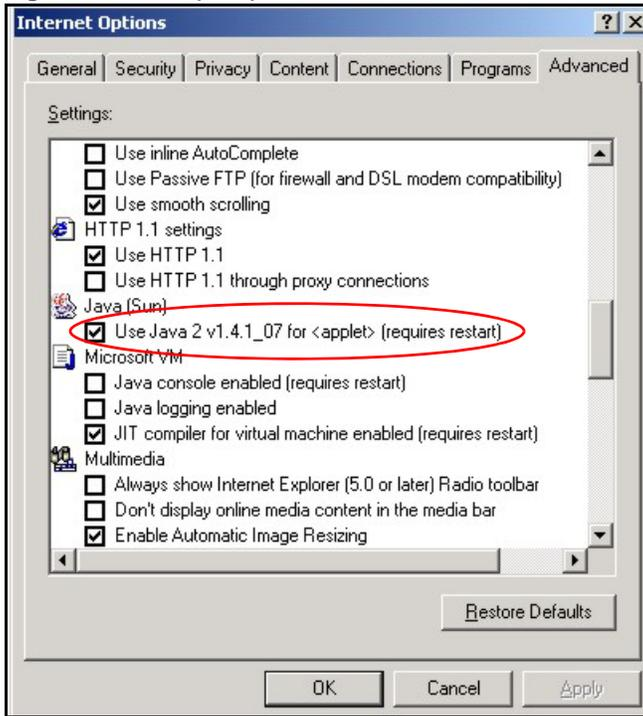 Internet Options
General Security Privacy Content Connections Programs Advanced
Settings:
Use inline AutoComplete
Use Passive FTP (for firewall and DSL modem compatibility)
Use smooth scrolling
HTTP 1.1 settings
Use HTTP 1.1
Use HTTP 1.1 through proxy connections
Java (Sun)
Use Java 2 v1.4.1_07 for <applet> (requires restart)
Microsoft VM
Java console enabled (requires restart)
Java logging enabled
JIT compiler for virtual machine enabled (requires restart)
Multimedia
Always show Internet Explorer (5.0 or later) Radio toolbar
Don't display online media content in the media bar
Enable Automatic Image Resizing
Restore Defaults
OK Cancel Apply